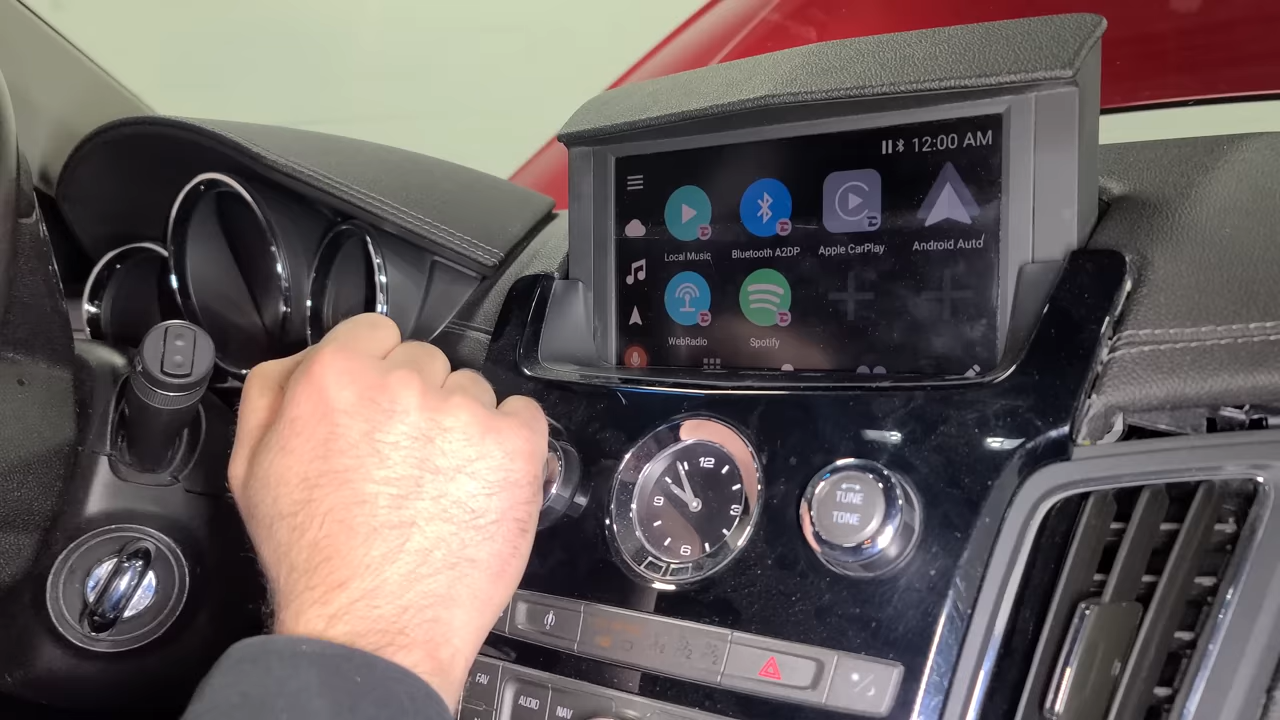 12:00 AM
Local Music
Bluetooth A2DP
Apple CarPlay
Android Auto
WebRadio
Spotify
12
9
3
6
TUNE
TONE
FAV
AUDIO
NAV